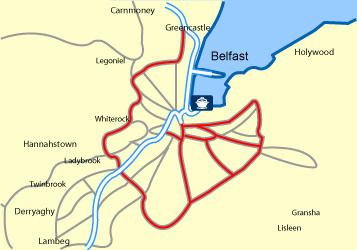 Carnmoney
Greencastle
Belfast
Holywood
Legoniel
Whiterock
Hannahstown
Ladybrook
Twinbrook
Derryaghy
Gransha
Lisleen
Lambeg